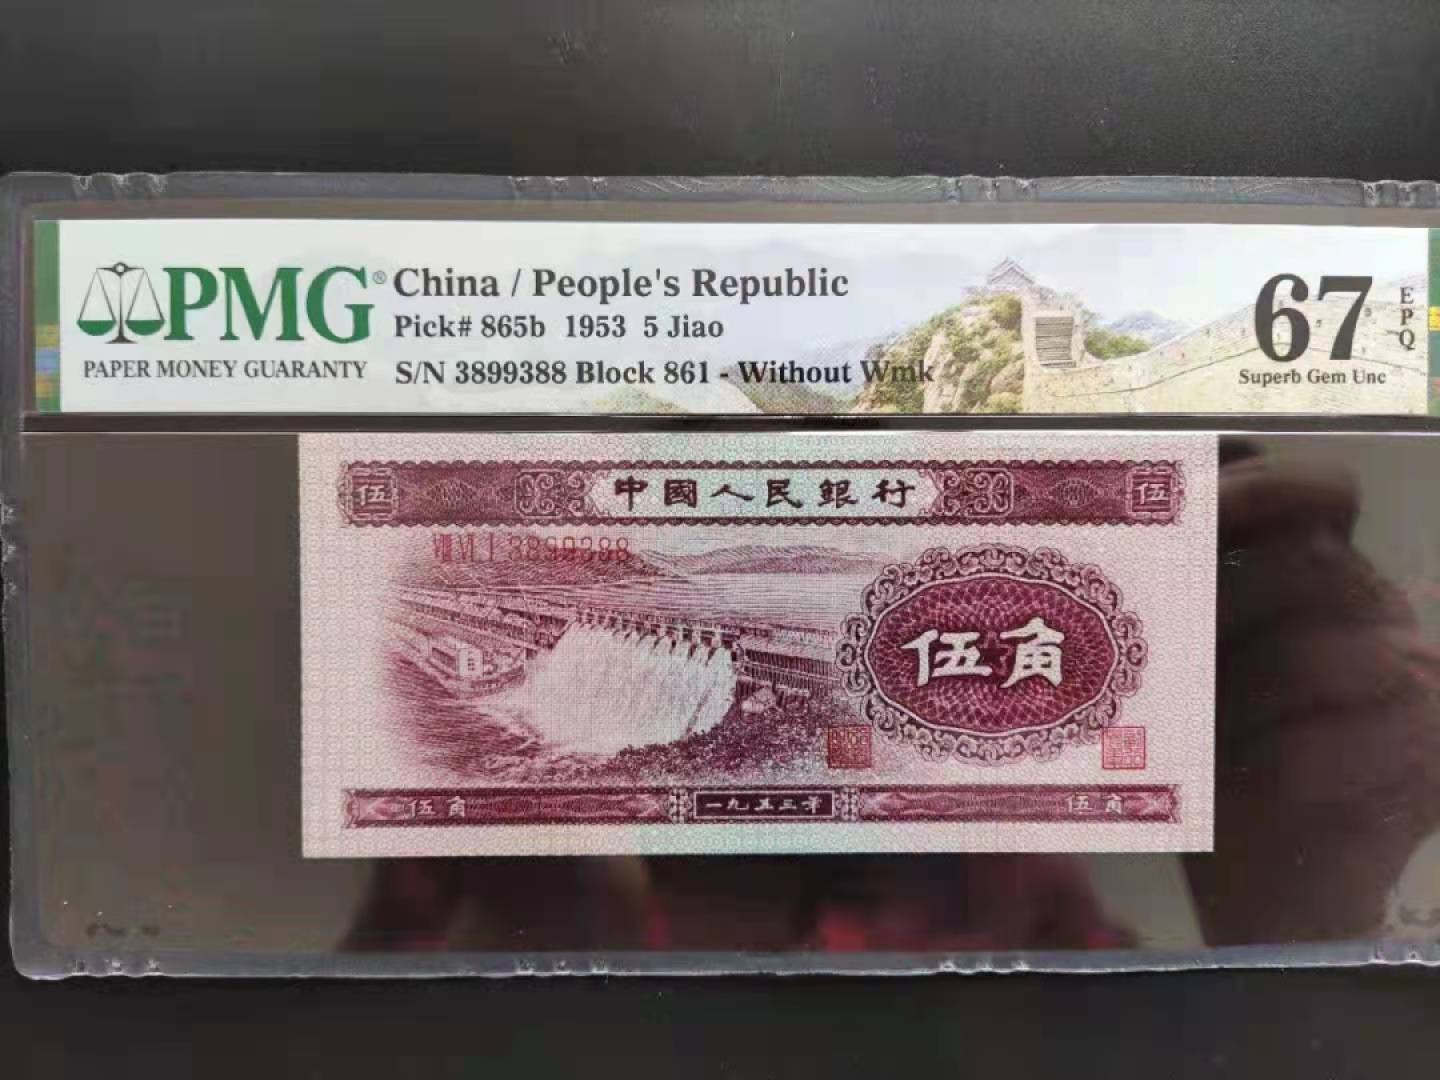 PMG®
PAPER MONEY GUARANTY
China / People's Republic
Pick# 865b 1953 5 Jiao
S/N 3899388 Block 861 - Without Wmk
67
EPQ
Superb Gem Unc
伍 中國人民銀行 伍
ⅧⅥⅠ 3899388
伍角
伍角 一九五三年 伍角